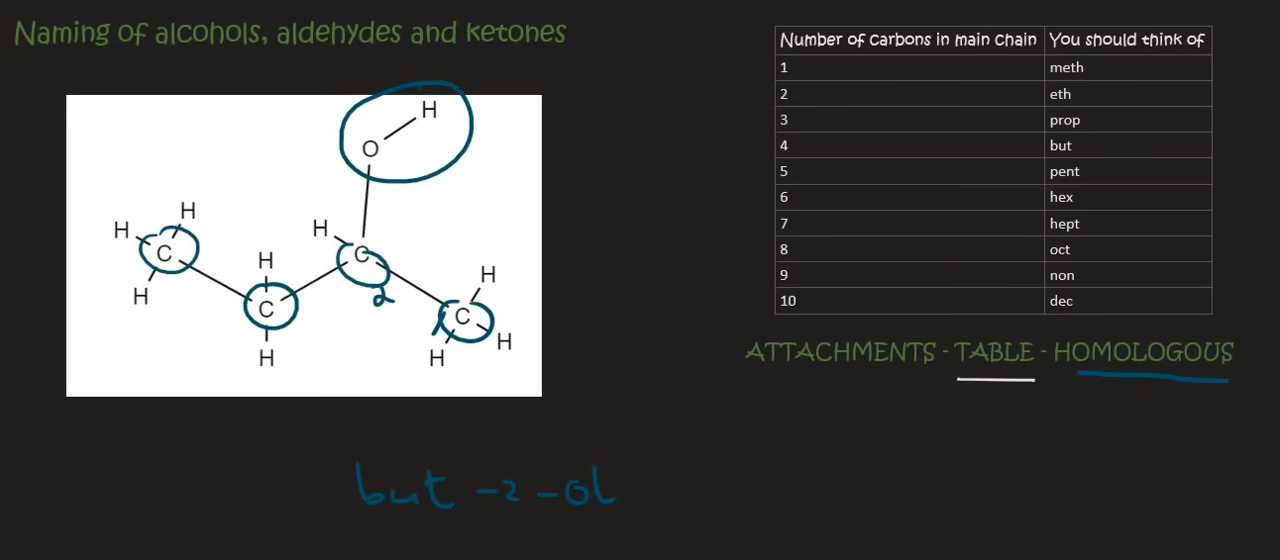 Naming of alcohols, aldehydes and ketones
H
O
H
H
H
C
H
H
C
H
C
2
H
1
C
H
H
H
Number of carbons in main chain You should think of
1 meth
2 eth
3 prop
4 but
5 pent
6 hex
7 hept
8 oct
9 non
10 dec
ATTACHMENTS - TABLE - HOMOLOGOUS
but -2 -ol